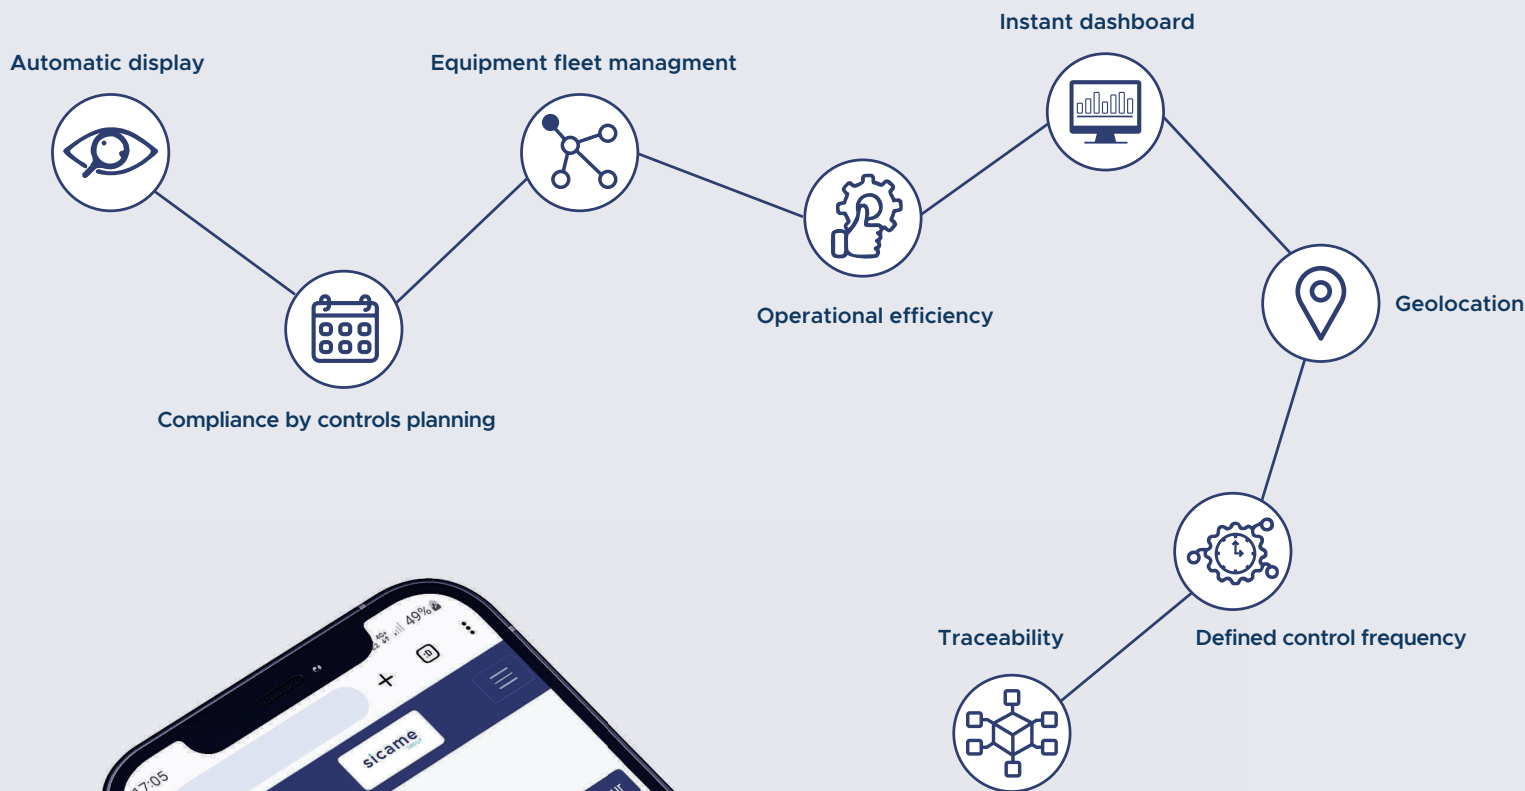 Instant dashboard
Automatic display
Equipment fleet managment
Geolocation
Operational efficiency
Compliance by controls planning
Traceability
Defined control frequency
49%
4G+
:D
sicame
17:05